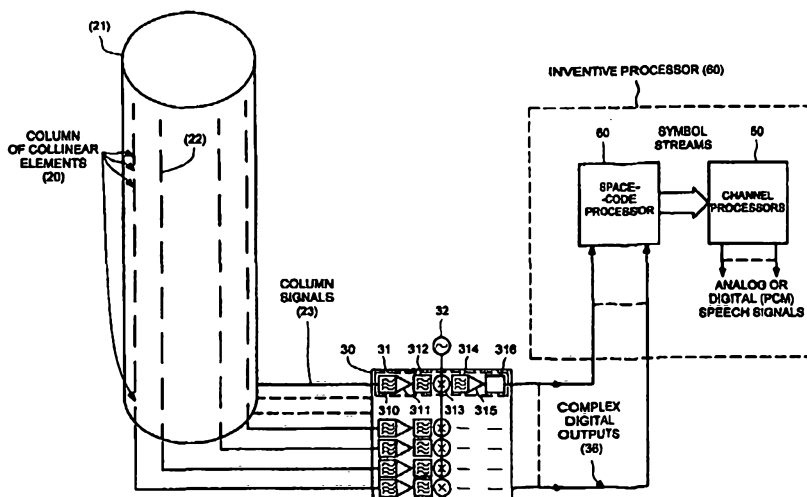 (21)
INVENTIVE PROCESSOR (60)
COLUMN
OF COLLINEAR
ELEMENTS
(20)
(22)
60
SYMBOL
STREAMS
50
SPACE-
-CODE
PROCESSOR
CHANNEL
PROCESSORS
ANALOG OR
DIGITAL (PCM)
SPEECH SIGNALS
COLUMN
SIGNALS
(23)
32
30
31
312
314
316
310
311
313
315
COMPLEX
DIGITAL
OUTPUTS
(36)